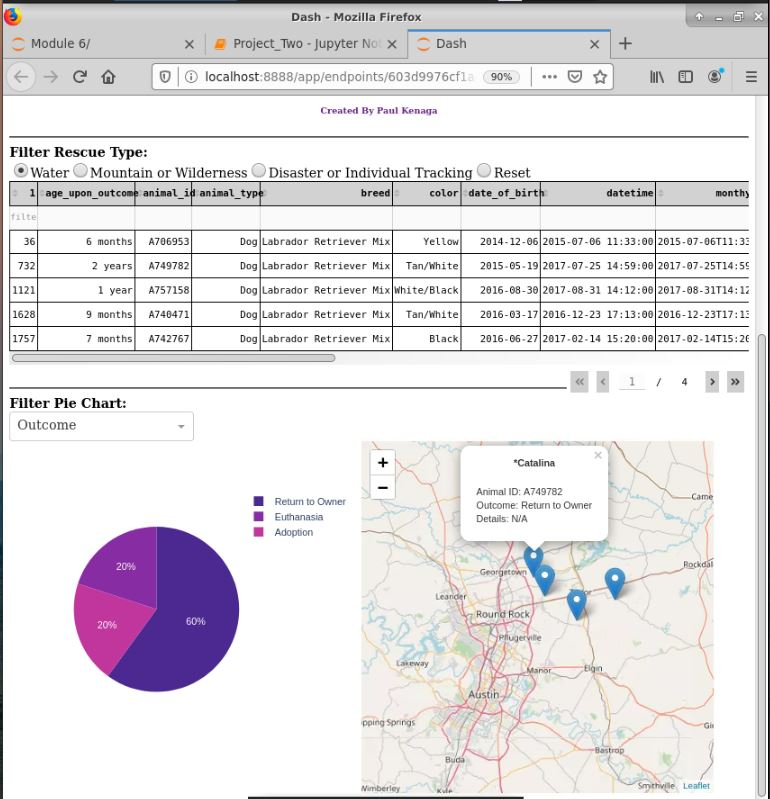 Dash - Mozilla Firefox
Module 6/
Project_Two - Jupyter Not
Dash
localhost:8888/app/endpoints/603d9976cf1a
90%
Created By Paul Kenaga
Filter Rescue Type:
Water Mountain or Wilderness Disaster or Individual Tracking Reset
1 age_upon_outcome animal_id animal_type breed color date_of_birth datetime monthy
filte
36 6 months A706953 Dog Labrador Retriever Mix Yellow 2014-12-06 2015-07-06 11:33:00 2015-07-06T11:33
732 2 years A749782 Dog Labrador Retriever Mix Tan/White 2015-05-19 2017-07-25 14:59:00 2017-07-25T14:59
1121 1 year A757158 Dog Labrador Retriever Mix White/Black 2016-08-30 2017-08-31 14:12:00 2017-08-31T14:12
1628 9 months A740471 Dog Labrador Retriever Mix Tan/White 2016-03-17 2016-12-23 17:13:00 2016-12-23T17:13
1757 7 months A742767 Dog Labrador Retriever Mix Black 2016-06-27 2017-02-14 15:20:00 2017-02-14T15:20
« ‹ 1 / 4 › »
Filter Pie Chart:
Outcome
Return to Owner
Euthanasia
Adoption
20%
20%
60%
+
−
*Catalina
Animal ID: A749782
Outcome: Return to Owner
Details: N/A
Came
Georgetown
Rockdal
Leander
Round Rock
Pflugerville
Lakeway
Manor
Elgin
Austin
pping Springs
Gi
Buda
Bastrop
Wimberley
Kyle
Smithville
Leaflet